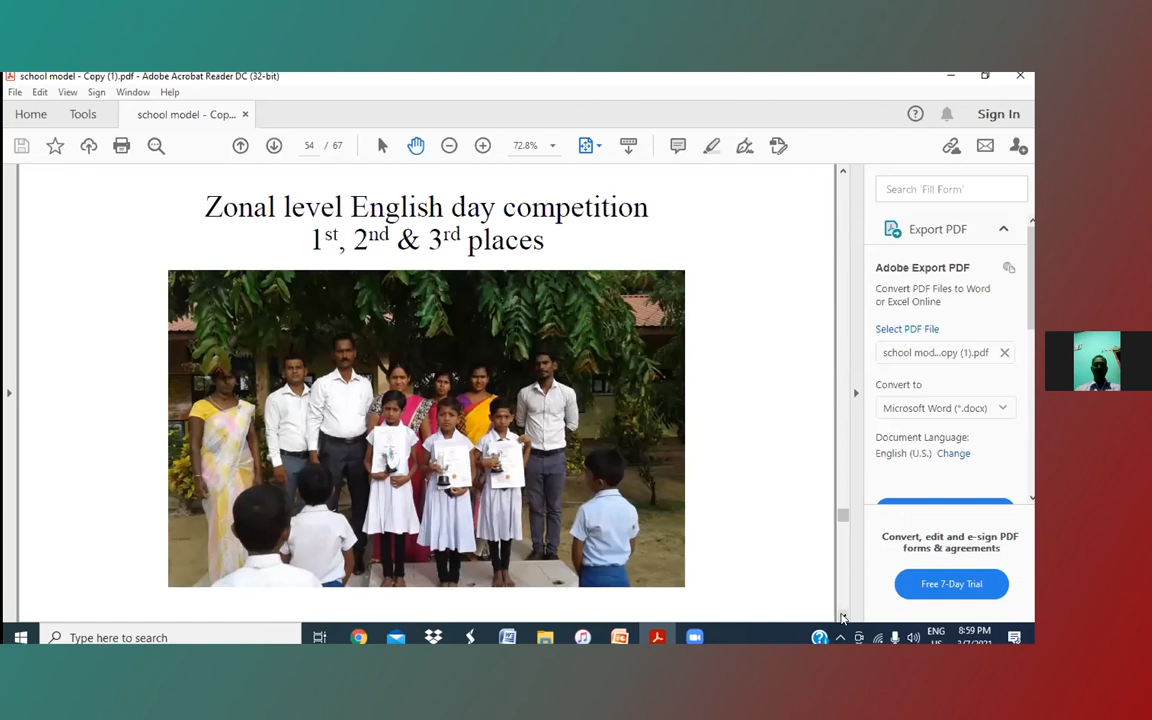 school model - Copy (1).pdf - Adobe Acrobat Reader DC (32-bit)
File Edit View Sign Window Help
Home Tools school model - Cop... Sign In
54 / 67 72.8%
Zonal level English day competition
1st, 2nd & 3rd places
Search 'Fill Form'
Export PDF
Adobe Export PDF
Convert PDF Files to Word
or Excel Online
Select PDF File
school mod...opy (1).pdf
Convert to
Microsoft Word (*.docx)
Document Language:
English (U.S.) Change
Convert, edit and e-sign PDF
forms & agreements
Free 7-Day Trial
Type here to search
ENG
8:59 PM